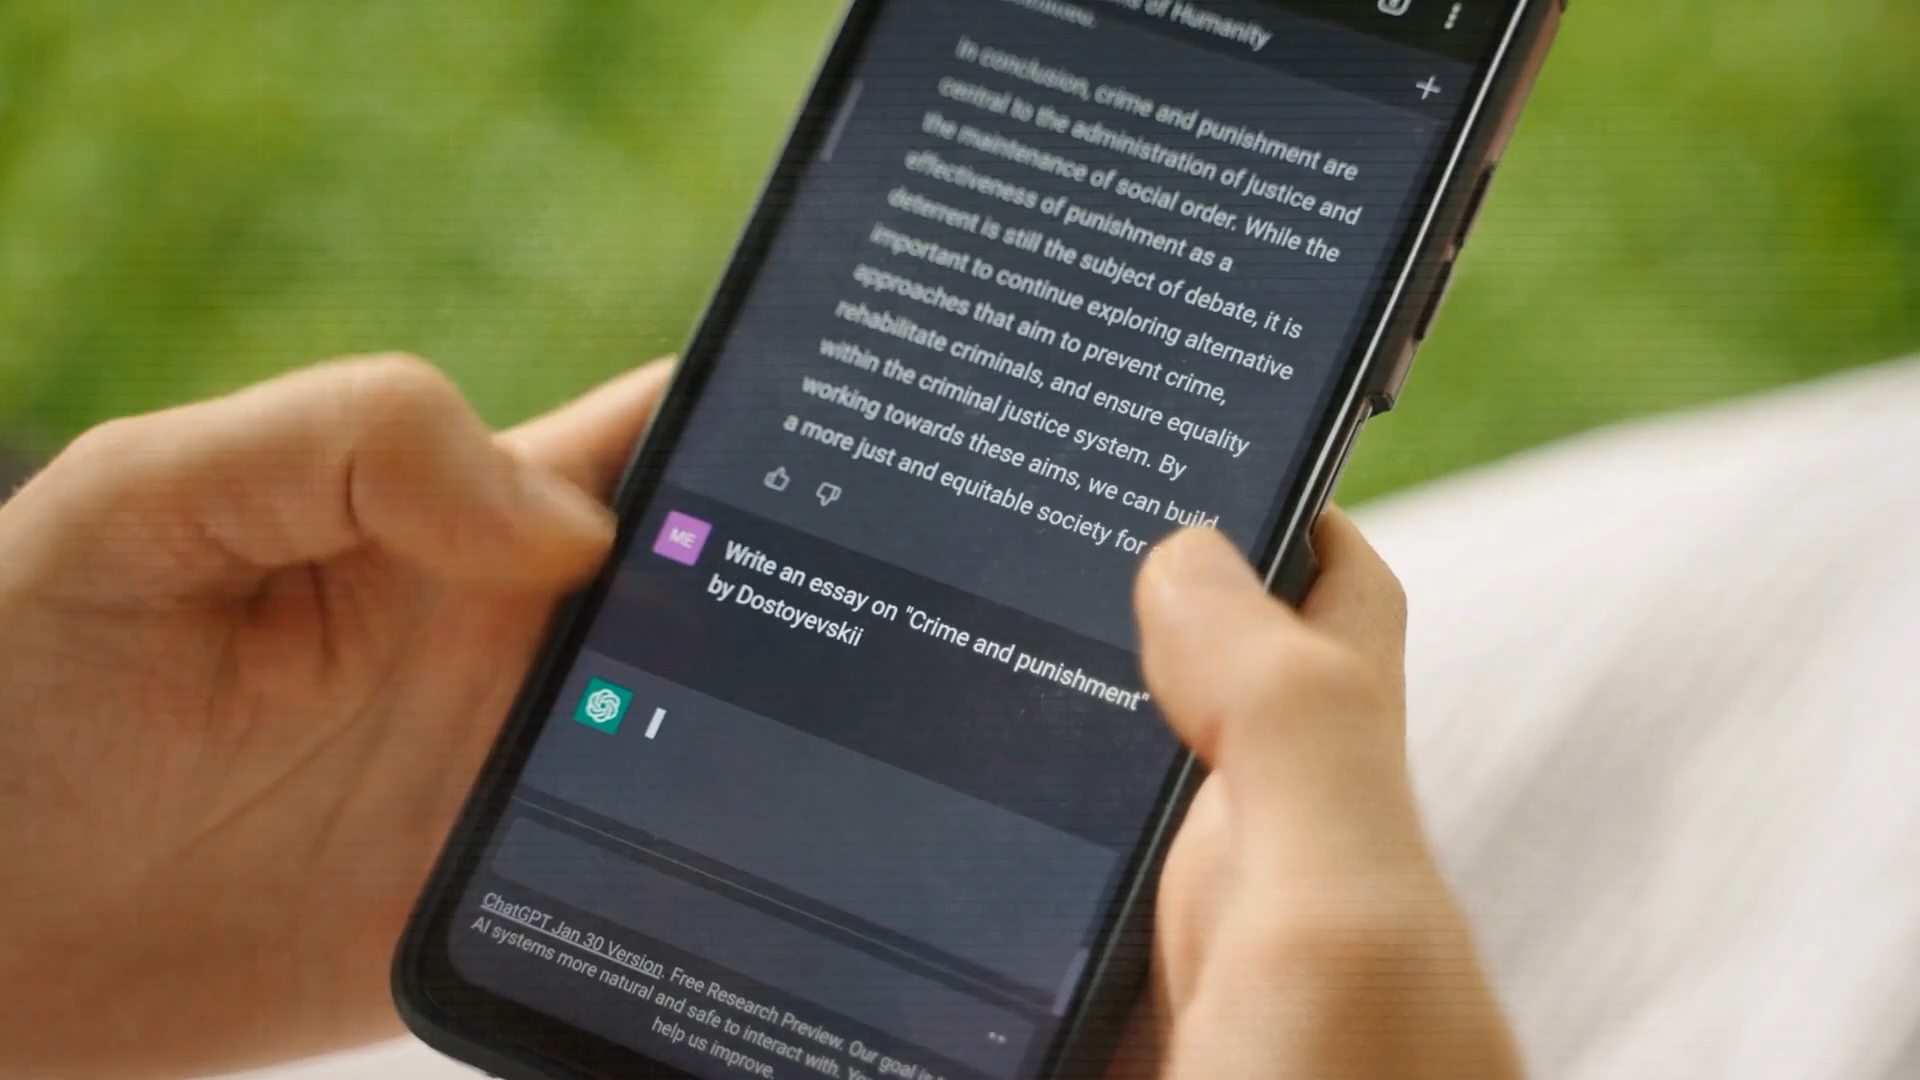 of Humanity
In conclusion, crime and punishment are
central to the administration of justice and
the maintenance of social order. While the
effectiveness of punishment as a
deterrent is still the subject of debate, it is
important to continue exploring alternative
approaches that aim to prevent crime,
rehabilitate criminals, and ensure equality
within the criminal justice system. By
working towards these aims, we can build
a more just and equitable society for
ME
Write an essay on "Crime and punishment"
by Dostoyevskii
ChatGPT Jan 30 Version. Free Research Preview. Our goal is
AI systems more natural and safe to interact with.
help us improve.